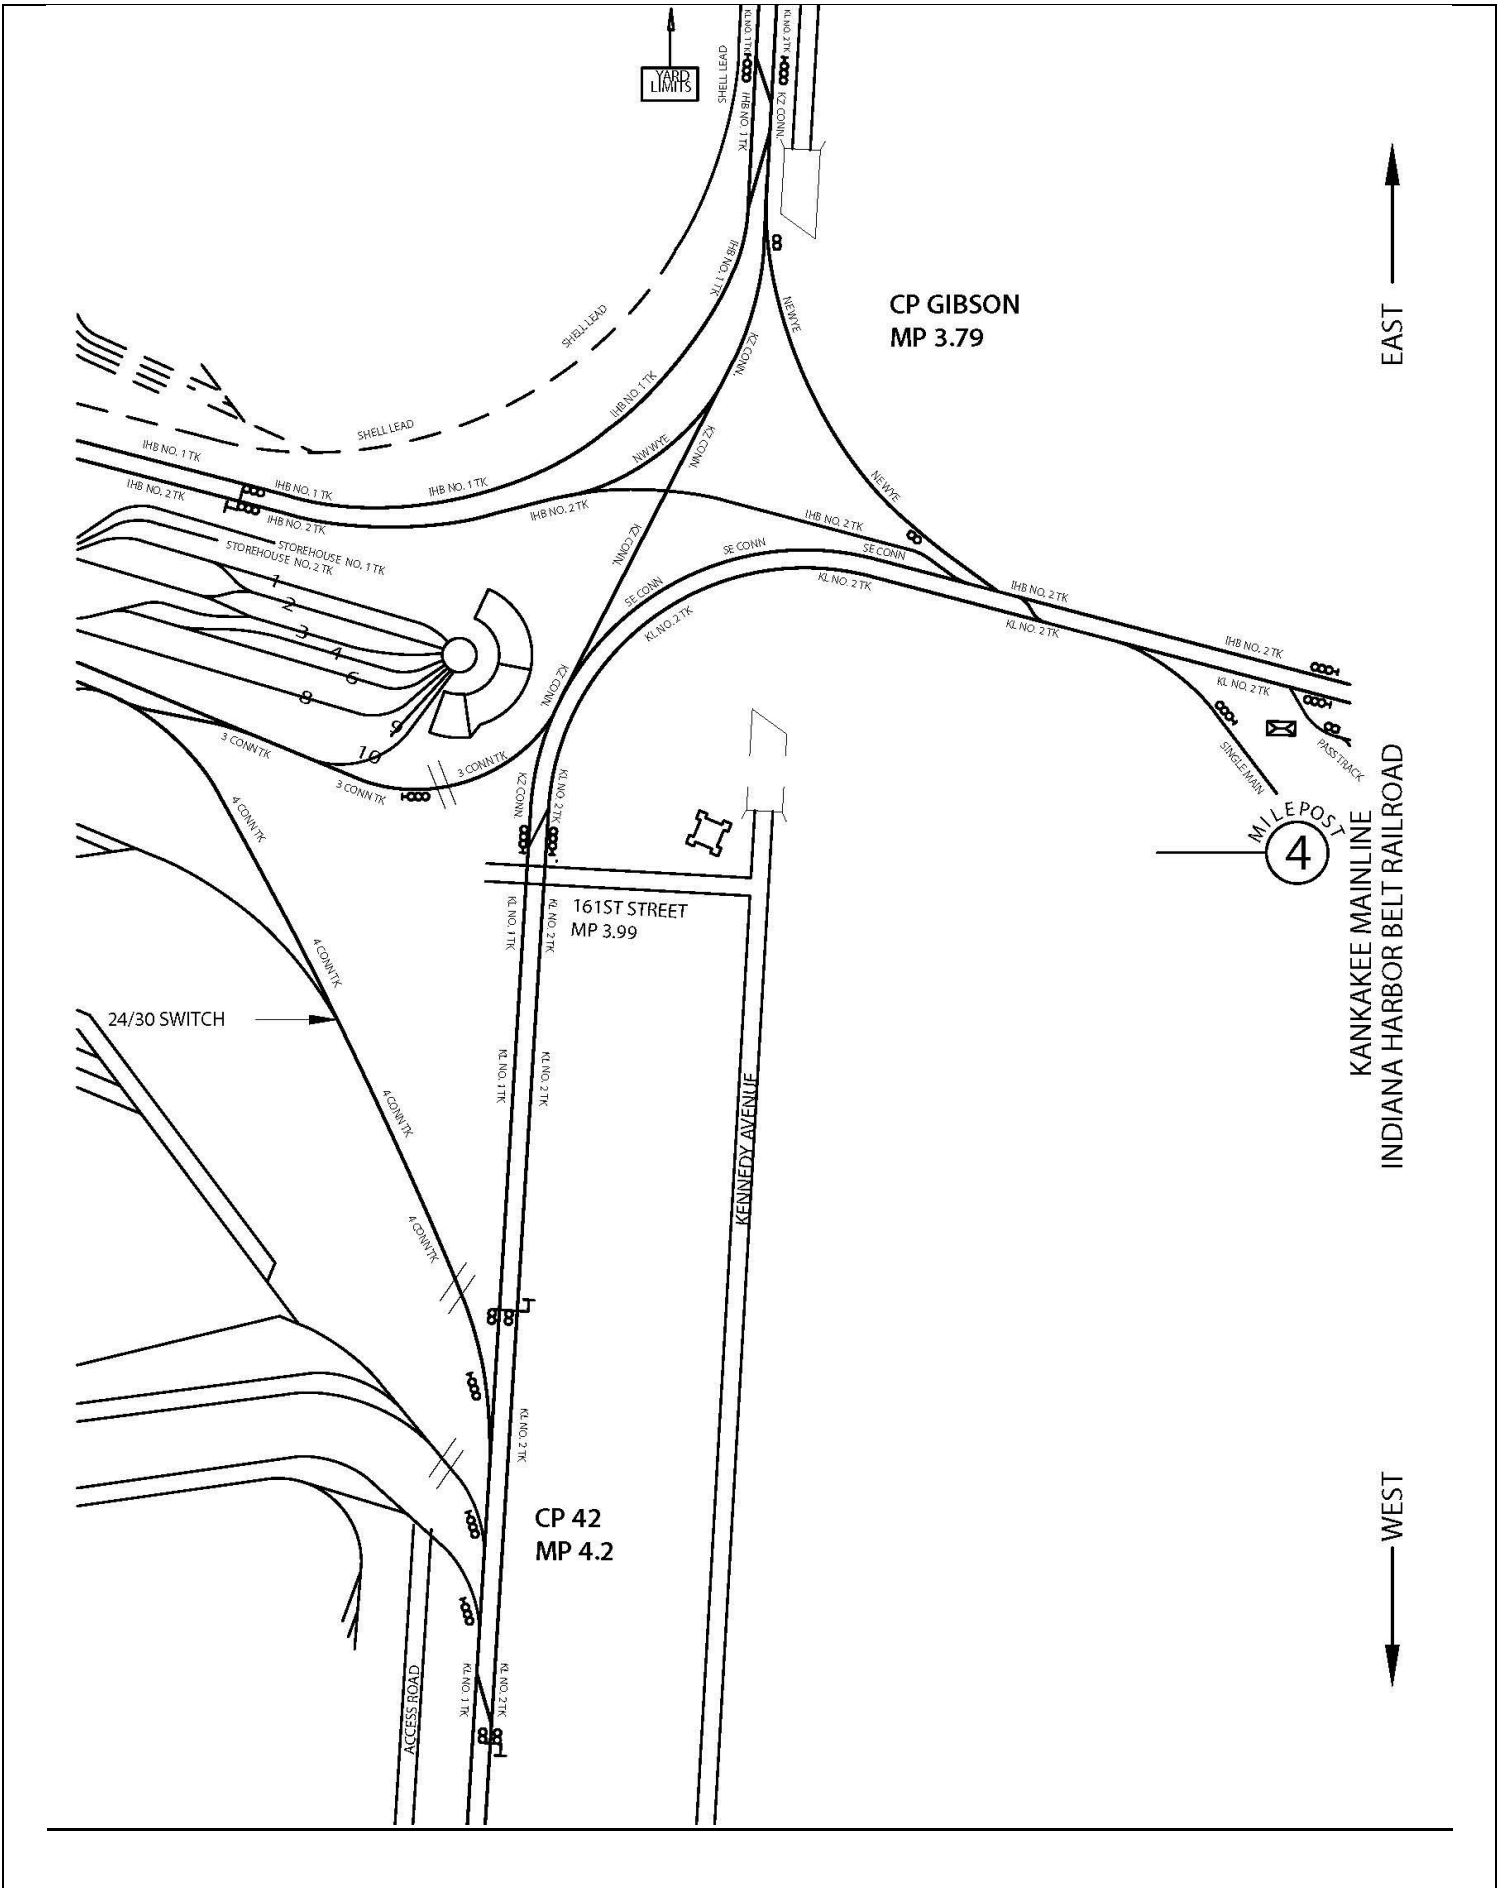 KL NO. 1 TK
KL NO. 2 TK
SHELL LEAD
YARD
LIMITS
IHB NO. 1 TK
KZ CONN.
IHB NO. 1 TK
NEW YE
CP GIBSON
MP 3.79
EAST
SHELL LEAD
KZ CONN.
IHB NO. 1 TK
SHELL LEAD
IHB NO. 1 TK
NW WYE
KZ CONN.
IHB NO. 2 TK
IHB NO. 1 TK
IHB NO. 1 TK
NEW YE
IHB NO. 2 TK
IHB NO. 2 TK
IHB NO. 2 TK
STOREHOUSE NO. 1 TK
STOREHOUSE NO. 2 TK
KZ CONN.
SE CONN
SE CONN
1
2
3
4
6
8
9
10
SE CONN
KL NO. 2 TK
KL NO. 2 TK
IHB NO. 2 TK
KL NO. 2 TK
IHB NO. 2 TK
KL NO. 2 TK
KZ CONN.
3 CONN TK
3 CONN TK
3 CONN TK
KZ CONN.
KL NO. 2 TK
SINGLE MAIN
PASS TRACK
MILEPOST
4
KANKAKEE MAINLINE
INDIANA HARBOR BELT RAILROAD
4 CONN TK
161ST STREET
MP 3.99
KL NO. 1 TK
KL NO. 2 TK
4 CONN TK
24/30 SWITCH
KL NO. 1 TK
KL NO. 2 TK
4 CONN TK
KENNEDY AVENUE
4 CONN TK
KL NO. 2 TK
CP 42
MP 4.2
WEST
ACCESS ROAD
KL NO. 1 TK
KL NO. 2 TK